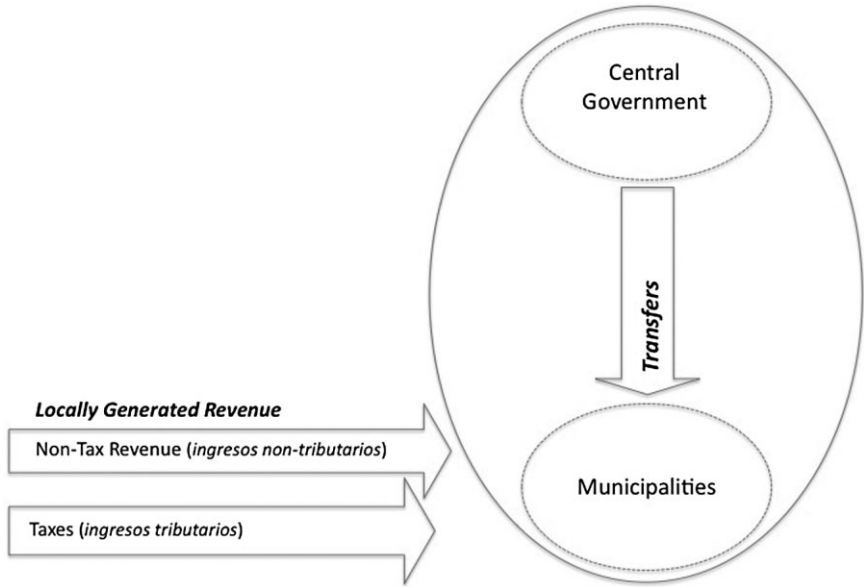 Central
Government
Transfers
Locally Generated Revenue
Non-Tax Revenue (ingresos non-tributarios)
Municipalities
Taxes (ingresos tributarios)